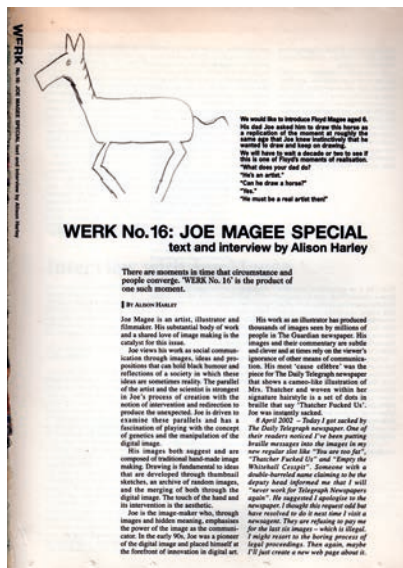 WERK No.16: JOE MAGEE SPECIAL text and interview by Alison Harley
We would like to introduce Floyd Magee aged 6.
His dad Joe asked him to draw this horse as
a replication of the moment at roughly the
same age that Joe knew instinctively that he
wanted to draw and keep on drawing.
We will have to wait a decade or two to see if
this is one of Floyd's moments of realisation.
"What does your dad do?
"He's an artist."
"Can he draw a horse?"
"Yes."
"He must be a real artist then!"
WERK No.16: JOE MAGEE SPECIAL
text and interview by Alison Harley
There are moments in time that circumstance and
people converge. 'WERK No. 16' is the product of
one such moment.
BY ALISON HARLEY
Joe Magee is an artist, illustrator and
filmmaker. His substantial body of work
and a shared love of image making is the
catalyst for this issue.
Joe views his work as social commun-
ication through images, ideas and pro-
positions that can hold black humour and
reflections of a society in which these
ideas are sometimes reality. The parallel
of the artist and the scientist is strongest
in Joe's process of creation with the
notion of intervention and redirection to
produce the unexpected. Joe is driven to
examine these parallels and has a
fascination of playing with the concept
of genetics and the manipulation of the
digital image.
His images both suggest and are
composed of traditional hand-made image
making. Drawing is fundamental to ideas
that are developed through thumbnail
sketches, an archive of random images,
and the merging of both through the
digital image. The touch of the hand and
its intervention is the aesthetic.
Joe is the image-maker who, through
images and hidden meaning, emphasises
the power of the image as the communi-
cator. In the early 90s, Joe was a pioneer
of the digital image and placed himself at
the forefront of innovation in digital art.
His work as an illustrator has produced
thousands of images seen by millions of
people in The Guardian newspaper. His
images and their commentary are subtle
and clever and at times rely on the viewer's
ignorance of other means of communica-
tion. His most 'cause célèbre' was the
piece for The Daily Telegraph newspaper
that shows a cameo-like illustration of
Mrs. Thatcher and woven within her
signature hairstyle is a set of dots in
braille that say "Thatcher Fucked Us".
Joe was instantly sacked.
8 April 2002 – Today I got sacked by
The Daily Telegraph newspaper. One of
their readers noticed I've been putting
braille messages into the images in my
new regular slot like "You are too fat",
"Thatcher Fucked Us" and "Empty the
Whitehall Cesspit". Someone with a
double-barreled name claiming to be the
deputy head informed me that I will
"never work for Telegraph Newspapers
again". He suggested I apologise to the
newspaper. I thought this request odd but
have resolved to do it next time I visit a
newsagent. They are refusing to pay me
for the last six images – which is illegal.
I might resort to the boring process of
legal proceedings. Then again, maybe
I'll just create a new web page about it.